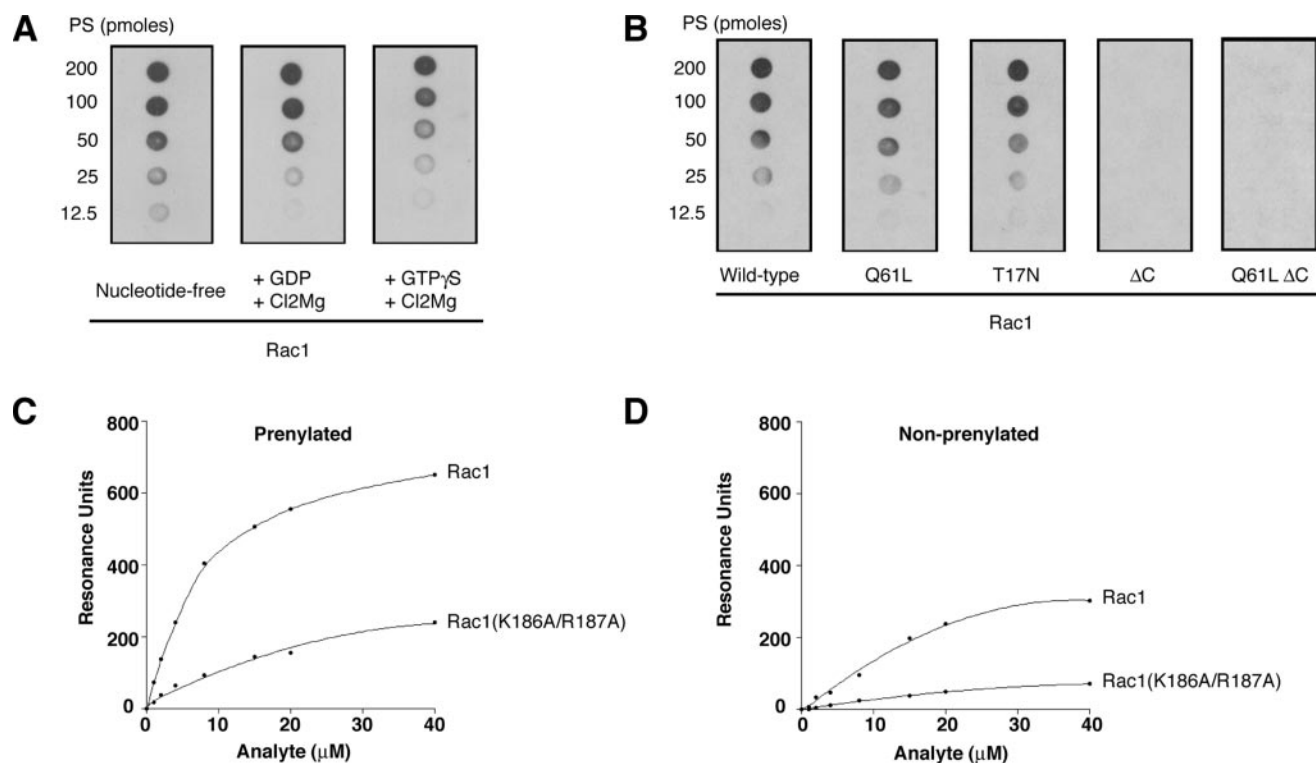 A
PS (pmoles)
200
100
50
25
12.5
Nucleotide-free
+ GDP
+ Cl2Mg
+ GTPγS
+ Cl2Mg
Rac1
B
PS (pmoles)
200
100
50
25
12.5
Wild-type
Q61L
T17N
ΔC
Q61L ΔC
Rac1
C
Prenylated
Resonance Units
800
600
400
200
0
0
10
20
30
40
Rac1
Rac1(K186A/R187A)
Analyte (μM)
D
Non-prenylated
Resonance Units
800
600
400
200
0
0
10
20
30
40
Rac1
Rac1(K186A/R187A)
Analyte (μM)